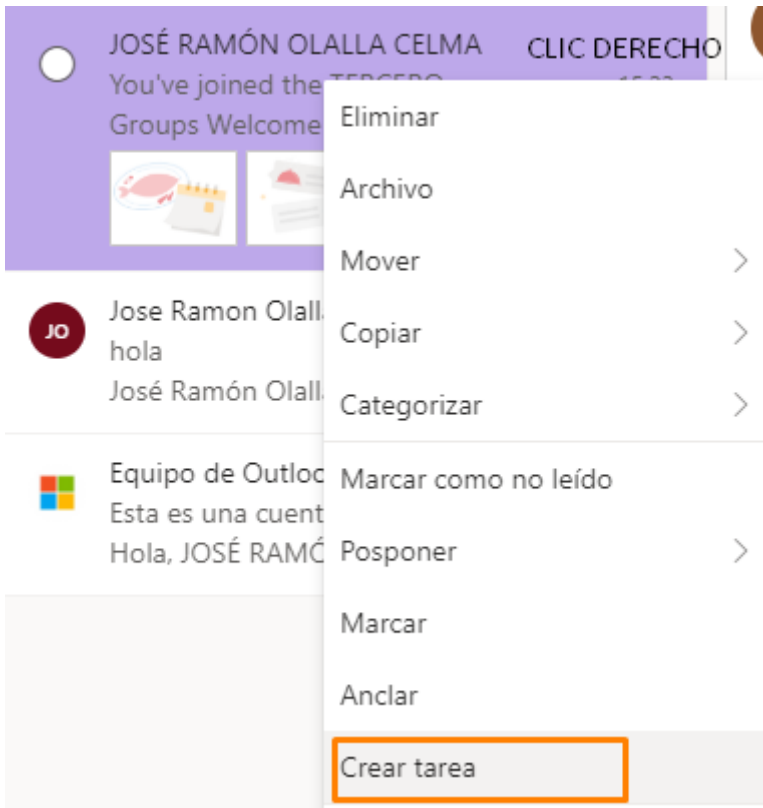 JOSÉ RAMÓN OLALLA CELMA
CLIC DERECHO
You've joined the TERCERO
Groups Welcome
Eliminar
Archivo
Mover
Copiar
Categorizar
Marcar como no leído
Posponer
Marcar
Anclar
Crear tarea
JO
Jose Ramon Olall
hola
José Ramón Olall
Equipo de Outloo
Esta es una cuent
Hola, JOSÉ RAMÓ